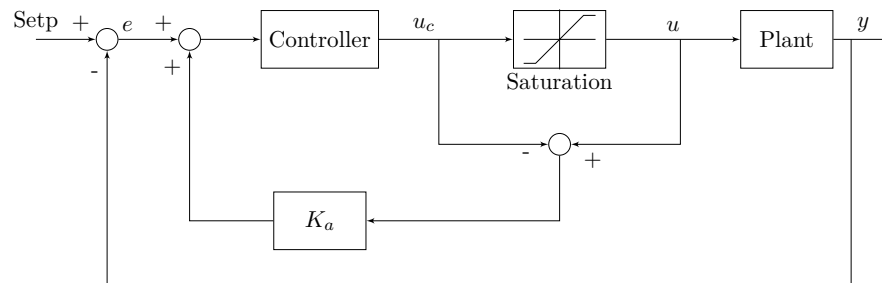 Setp
+
e
+
-
+
Controller
u_c
Saturation
u
Plant
y
-
+
K_a